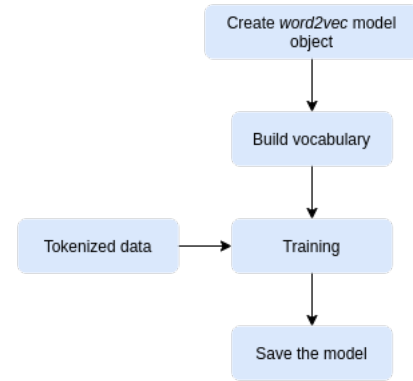 Create word2vec model
object
Build vocabulary
Tokenized data
Training
Save the model